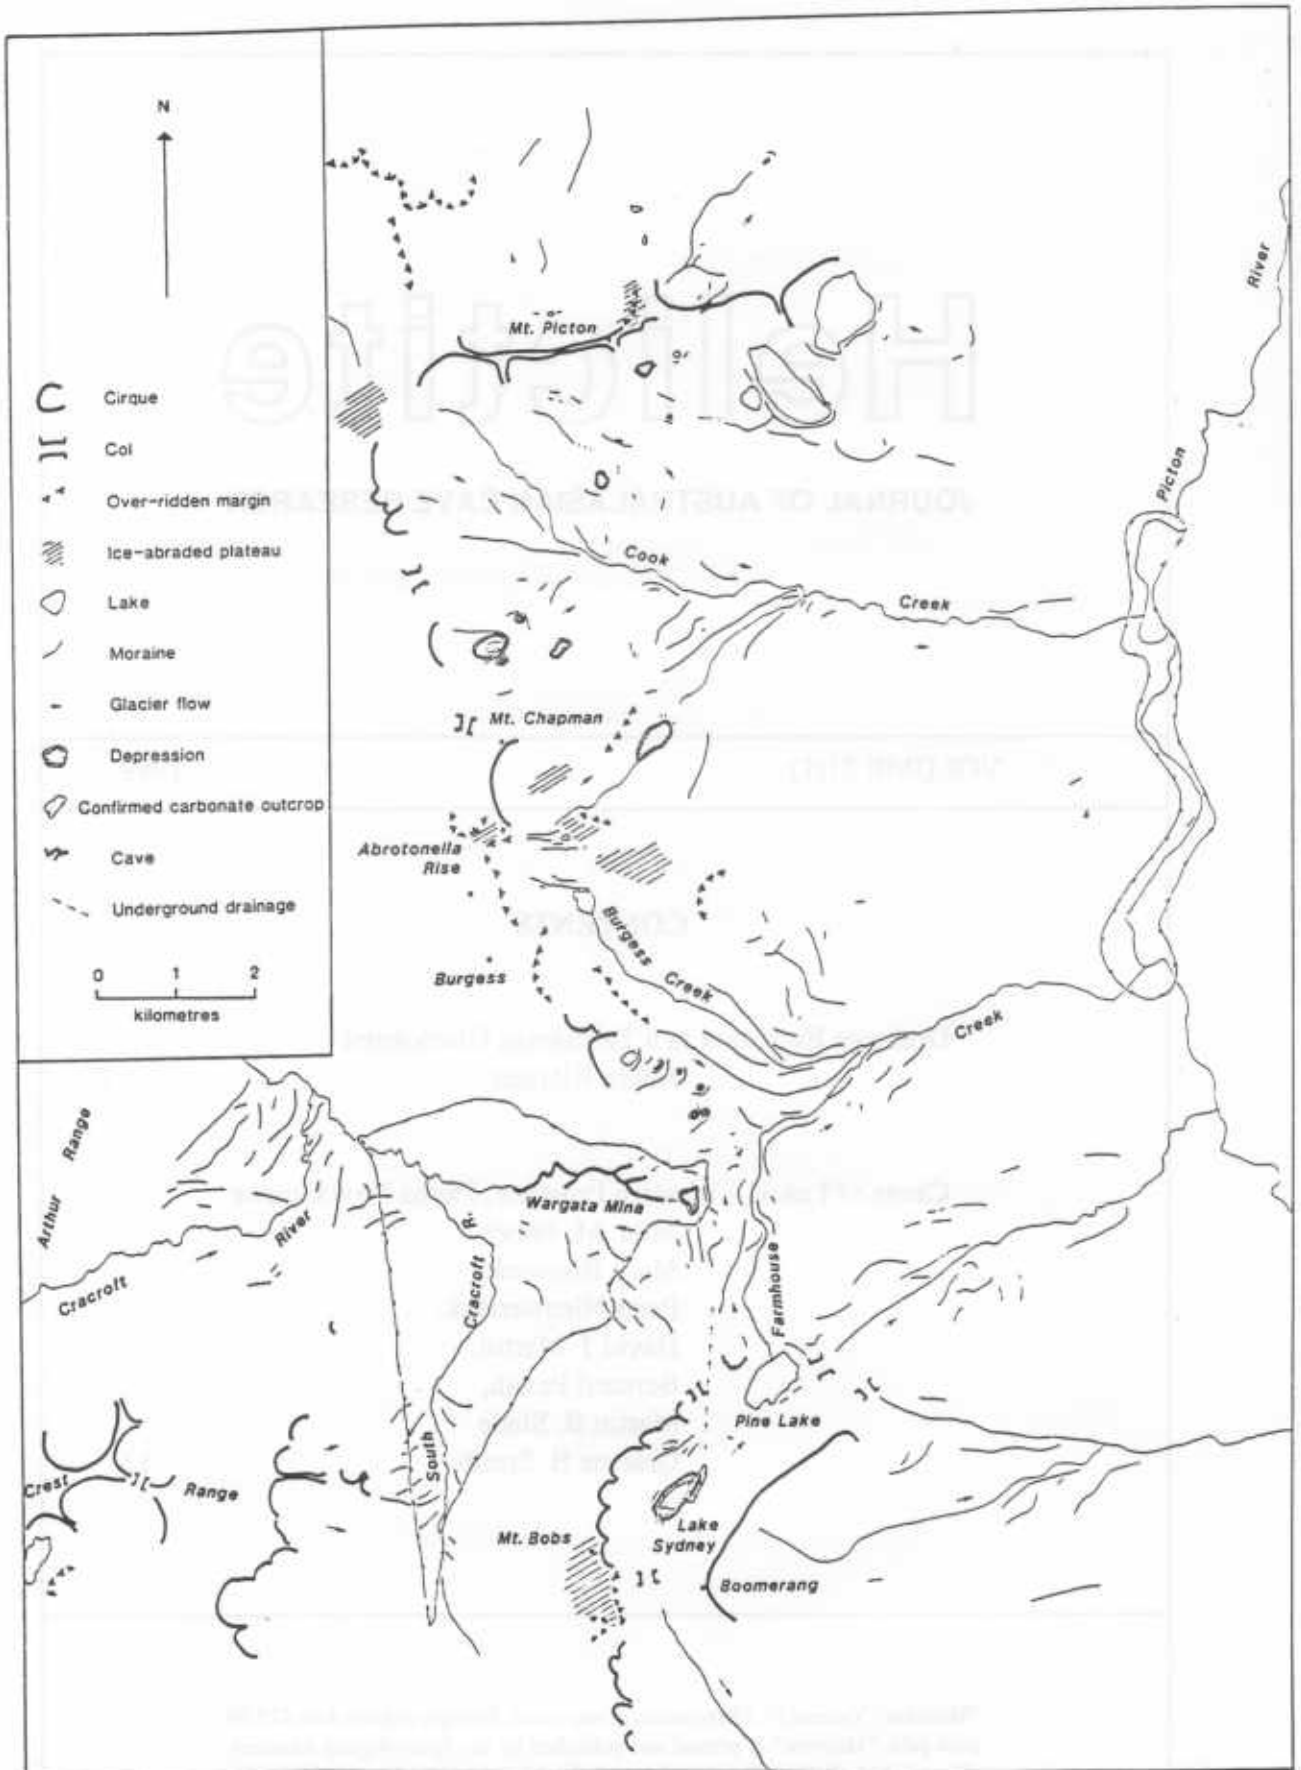 N
Cirque
Col
Over-ridden margin
Ice-abraded plateau
Lake
Moraine
Glacier flow
Depression
Confirmed carbonate outcrop
Cave
Underground drainage
0 1 2
kilometres
Mt. Picton
River
Picton
Cook
Creek
Mt. Chapman
Abrotonella
Rise
Burgess
Burgess
Creek
Creek
Range
Arthur
River
Cracroft
Wargata Mina
R.
Cracroft
South
Farmhouse
Pine Lake
Crest
Range
Mt. Bobs
Lake
Sydney
Boomerang
Helictite
JOURNAL OF AUSTRALASIAN CAVE RESEARCH
CONTENTS